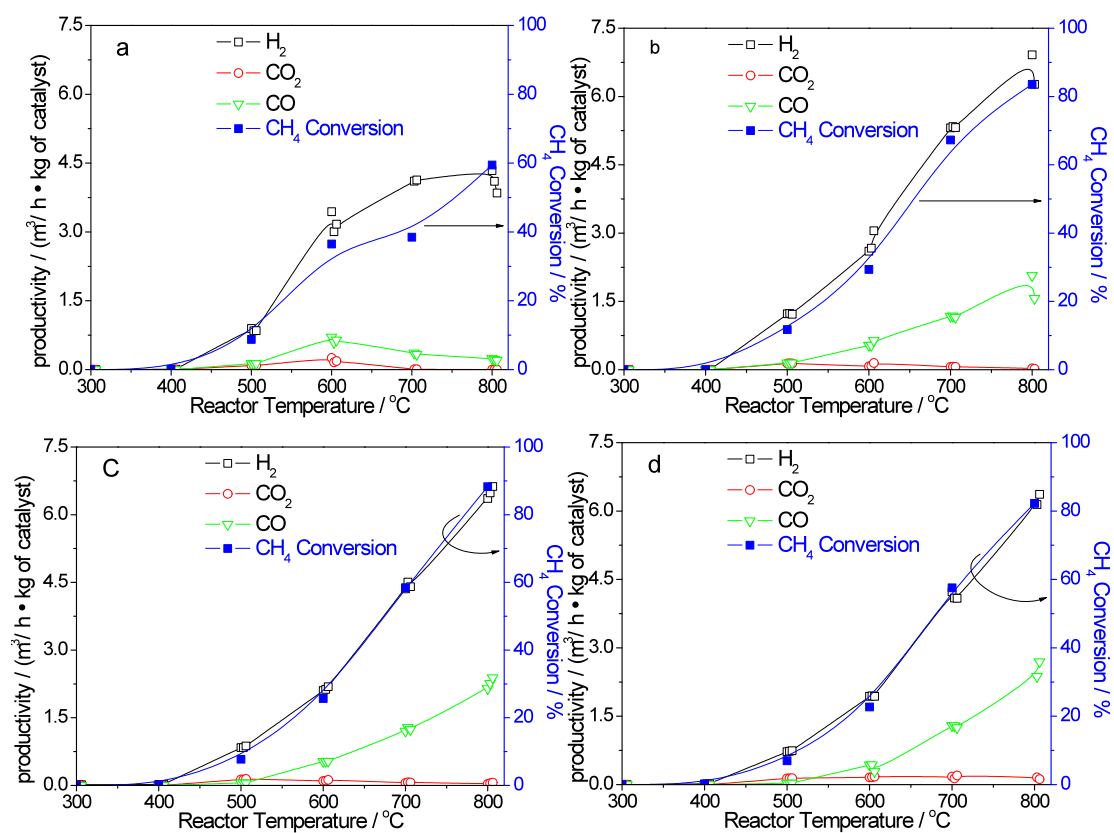 a
H2
CO2
CO
CH4 Conversion
7.5
6.0
4.5
3.0
1.5
0.0
100
80
60
40
20
0
300 400 500 600 700 800
Reactor Temperature / oC
productivity / (m3/ h • kg of catalyst)
CH4 Conversion / %
b
H2
CO2
CO
CH4 Conversion
7.5
6.0
4.5
3.0
1.5
0.0
100
80
60
40
20
0
300 400 500 600 700 800
Reactor Temperature / oC
productivity / (m3/ h • kg of catalyst)
CH4 Conversion / %
C
H2
CO2
CO
CH4 Conversion
7.5
6.0
4.5
3.0
1.5
0.0
100
80
60
40
20
0
300 400 500 600 700 800
Reactor Temperature / oC
productivity / (m3/ h • kg of catalyst)
CH4 Conversion / %
d
H2
CO2
CO
CH4 Conversion
7.5
6.0
4.5
3.0
1.5
0.0
100
80
60
40
20
0
300 400 500 600 700 800
Reactor Temperature / oC
productivity / (m3/ h • kg of catalyst)
CH4 Conversion / %